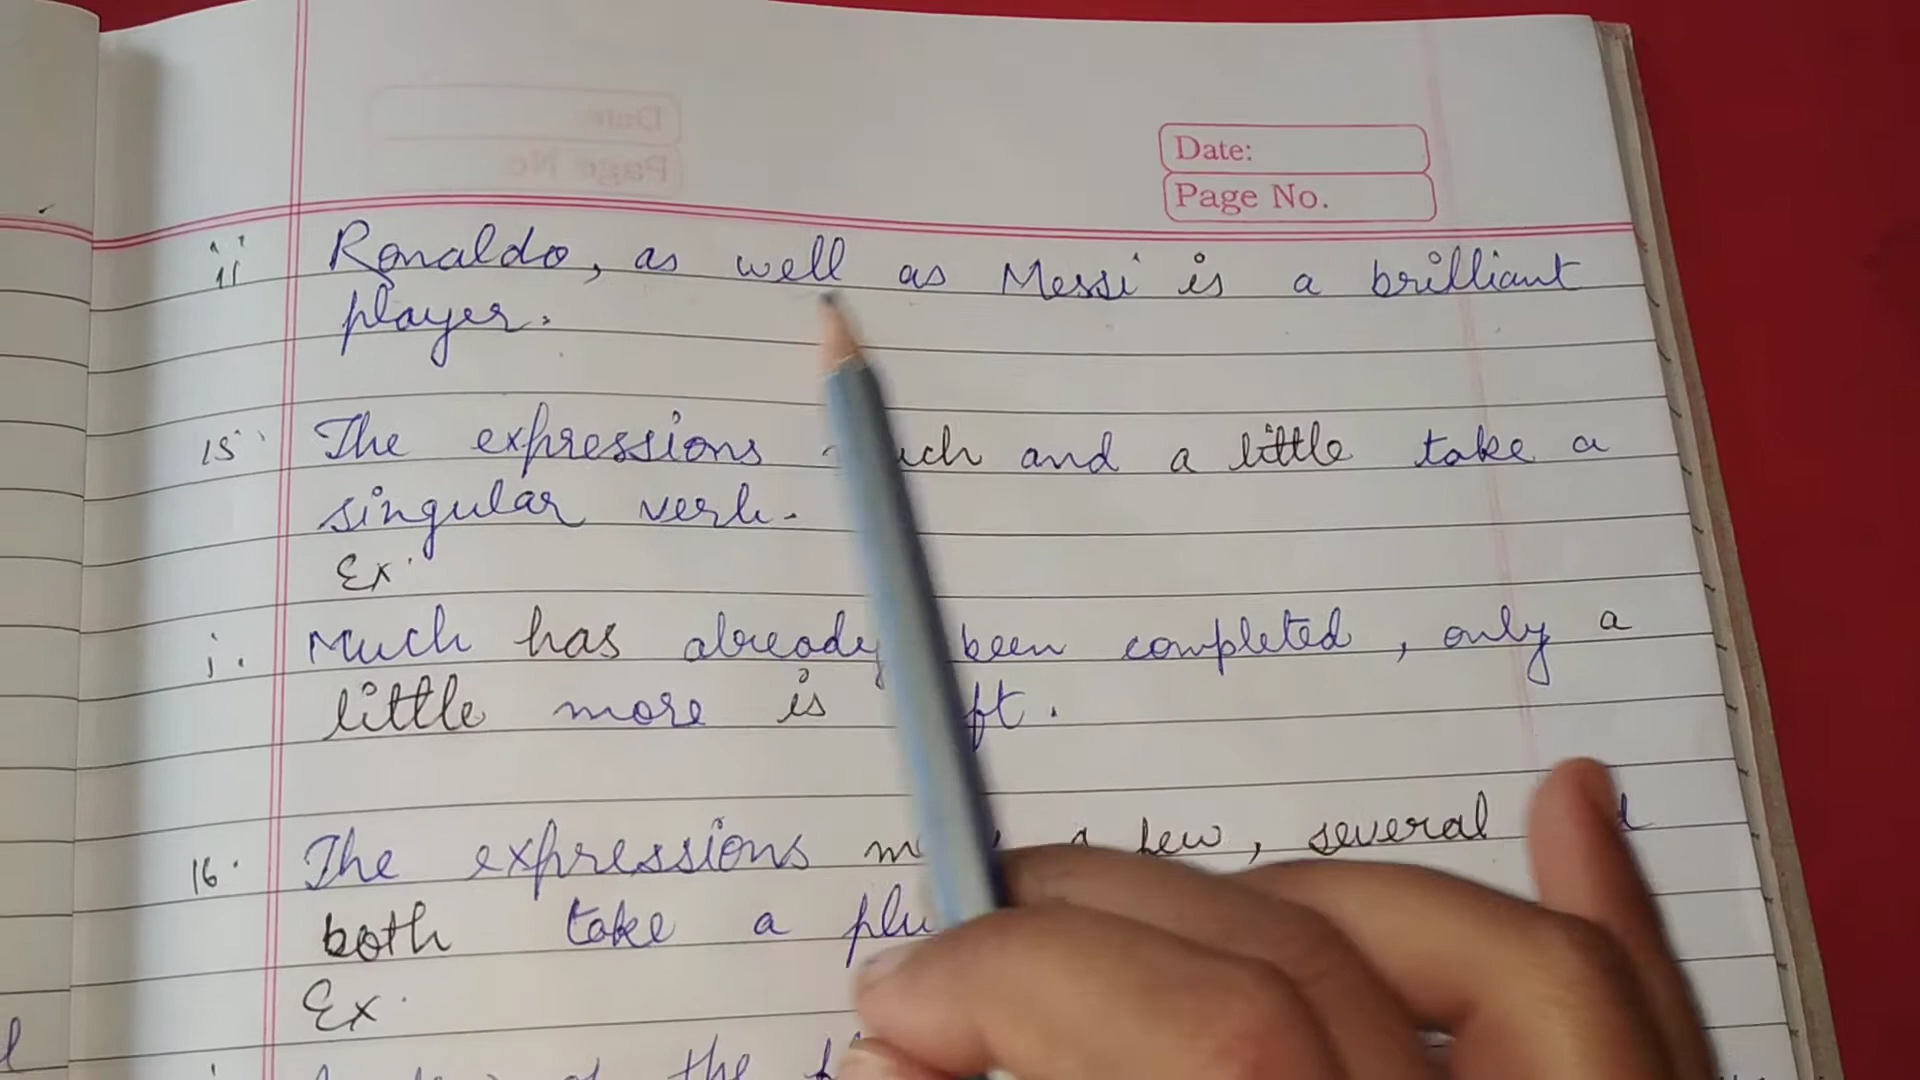 Date:
Page No.
ii Ronaldo, as well as Messi is a brilliant
player.
15. The expressions and a little take a
singular verb.
Ex.
i. Much has already been completed, only a
little more is
16. The expressions a few, several
both take a
Ex.
of the